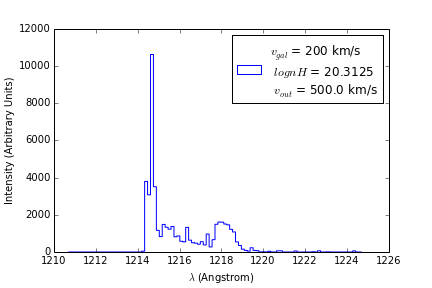 12000
10000
8000
6000
4000
2000
0
Intensity (Arbitrary Units)
v_gal = 200 km/s
lognH = 20.3125
v_out = 500.0 km/s
1210 1212 1214 1216 1218 1220 1222 1224 1226
λ (Angstrom)